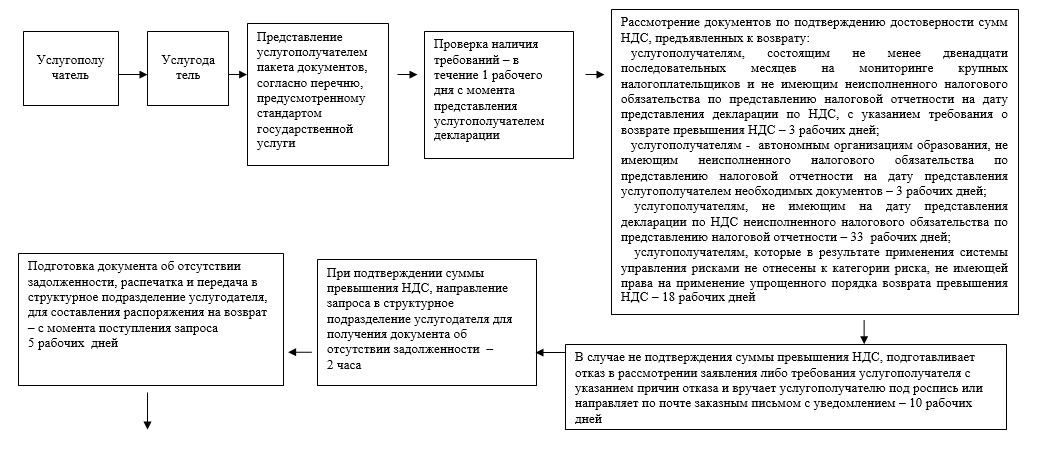 Услугополу
чатель
Услугода
тель
Представление
услугополучателем
пакета документов,
согласно перечню,
предусмотренному
стандартом
государственной
услуги
Проверка наличия
требований – в
течение 1 рабочего
дня с момента
представления
услугополучателем
декларации
Рассмотрение документов по подтверждению достоверности сумм
НДС, предъявленных к возврату:
услугополучателям, состоящим не менее двенадцати
последовательных месяцев на мониторинге крупных
налогоплательщиков и не имеющим неисполненного налогового
обязательства по представлению налоговой отчетности на дату
представления декларации по НДС, с указанием требования о
возврате превышения НДС – 3 рабочих дней;
услугополучателям - автономным организациям образования, не
имеющим неисполненного налогового обязательства по
представлению налоговой отчетности на дату представления
услугополучателем необходимых документов – 3 рабочих дней;
услугополучателям, не имеющим на дату представления
декларации по НДС неисполненного налогового обязательства по
представлению налоговой отчетности – 33 рабочих дней;
услугополучателям, которые в результате применения системы
управления рисками не отнесены к категории риска, не имеющей
права на применение упрощенного порядка возврата превышения
НДС – 18 рабочих дней
В случае не подтверждения суммы превышения НДС, подготавливает
отказ в рассмотрении заявления либо требования услугополучателя с
указанием причин отказа и вручает услугополучателю под роспись или
направляет по почте заказным письмом с уведомлением – 10 рабочих
дней
При подтверждении суммы
превышения НДС, направление
запроса в структурное
подразделение услугодателя для
получения документа об
отсутствии задолженности –
2 часа
Подготовка документа об отсутствии
задолженности, распечатка и передача в
структурное подразделение услугодателя,
для составления распоряжения на возврат
– с момента поступления запроса
5 рабочих дней